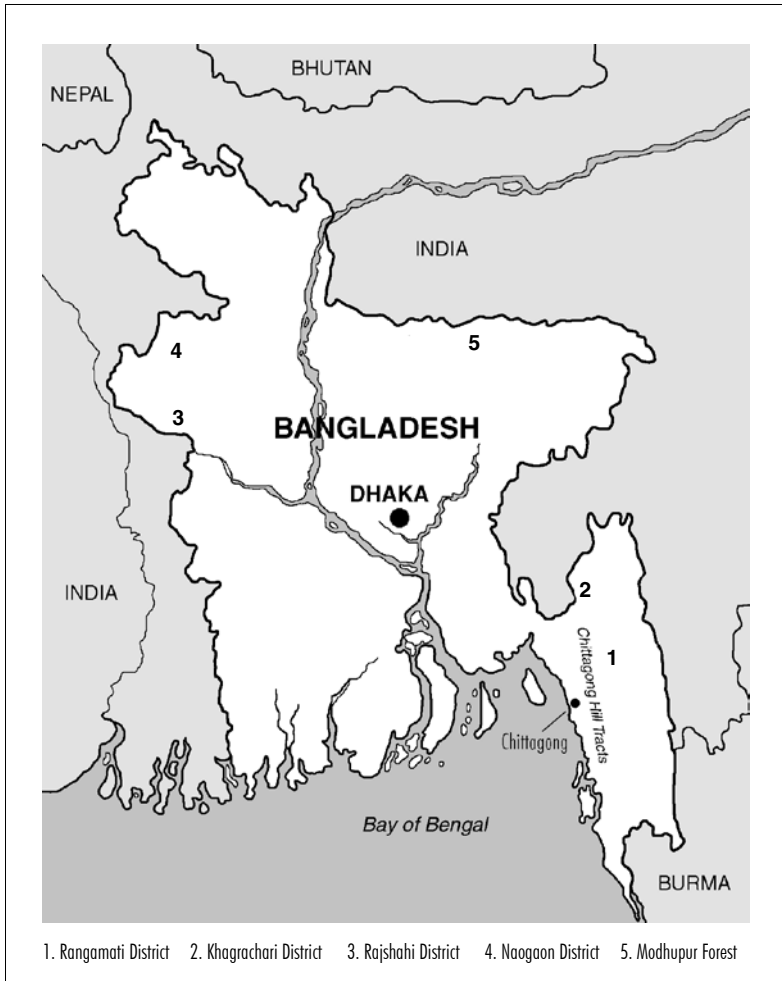 BHUTAN
NEPAL
INDIA
5
4
3
BANGLADESH
DHAKA
INDIA
2
1
Chittagong Hill Tracts
Chittagong
Bay of Bengal
BURMA
1. Rangamati District 2. Khagrachari District 3. Rajshahi District 4. Naogaon District 5. Modhupur Forest